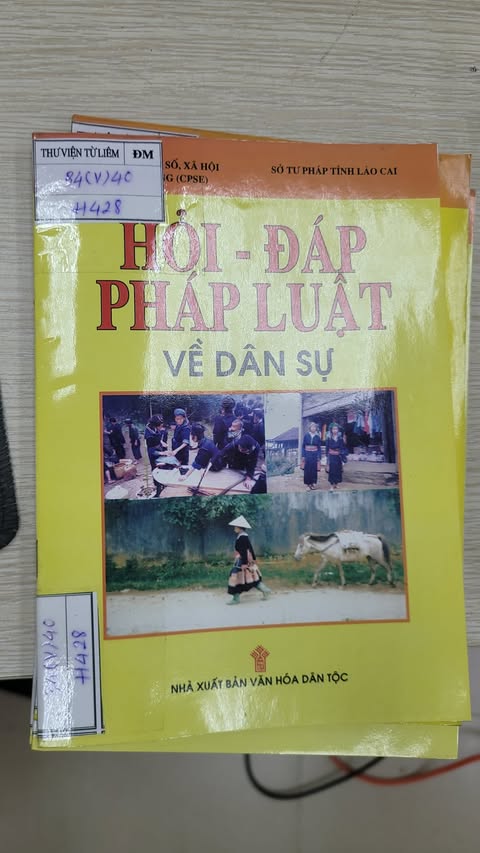 THƯ VIỆN TỪ LIÊM ĐM
34(V)40
H428
SỐ, XÃ HỘI
NG (CPSE)
SỞ TƯ PHÁP TỈNH LÀO CAI
HỎI - ĐÁP
PHÁP LUẬT
VỀ DÂN SỰ
34(V)40
H428
NHÀ XUẤT BẢN VĂN HÓA DÂN TỘC